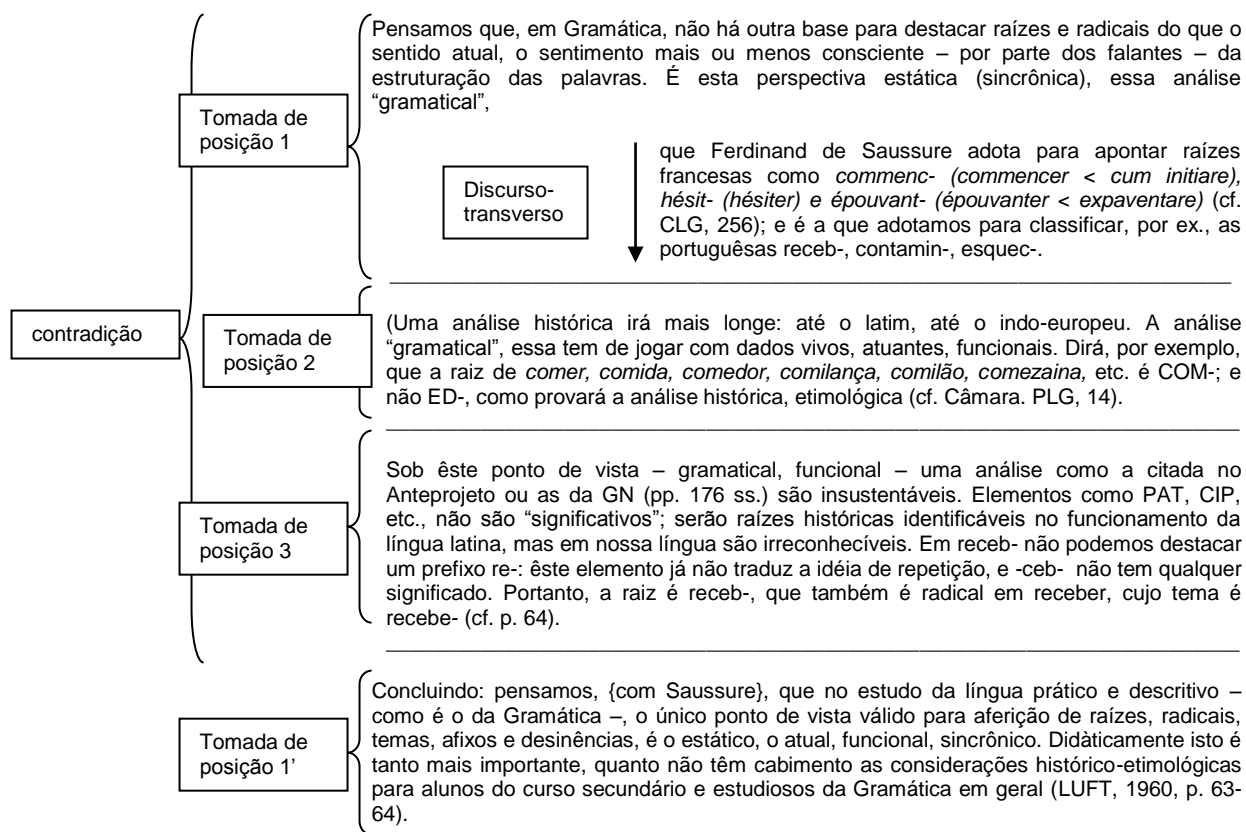 Pensamos que, em Gramática, não há outra base para destacar raízes e radicais do que o
sentido atual, o sentimento mais ou menos consciente – por parte dos falantes – da
estruturação das palavras. É esta perspectiva estática (sincrônica), essa análise
“gramatical”,
Tomada de
posição 1
Discurso-
transverso
que Ferdinand de Saussure adota para apontar raízes
francesas como commenc- (commencer < cum initiare),
hésit- (hésiter) e épouvant- (épouvanter < expaventare) (cf.
CLG, 256); e é a que adotamos para classificar, por ex., as
portuguêsas receb-, contamin-, esquec-.
contradição
Tomada de
posição 2
(Uma análise histórica irá mais longe: até o latim, até o indo-europeu. A análise
“gramatical”, essa tem de jogar com dados vivos, atuantes, funcionais. Dirá, por exemplo,
que a raiz de comer, comida, comedor, comilança, comilão, comezaina, etc. é COM-; e
não ED-, como provará a análise histórica, etimológica (cf. Câmara. PLG, 14).
Tomada de
posição 3
Sob êste ponto de vista – gramatical, funcional – uma análise como a citada no
Anteprojeto ou as da GN (pp. 176 ss.) são insustentáveis. Elementos como PAT, CIP,
etc., não são “significativos”; serão raízes históricas identificáveis no funcionamento da
língua latina, mas em nossa língua são irreconhecíveis. Em receb- não podemos destacar
um prefixo re-: êste elemento já não traduz a idéia de repetição, e -ceb- não tem qualquer
significado. Portanto, a raiz é receb-, que também é radical em receber, cujo tema é
recebe- (cf. p. 64).
Tomada de
posição 1’
Concluindo: pensamos, {com Saussure}, que no estudo da língua prático e descritivo –
como é o da Gramática –, o único ponto de vista válido para aferição de raízes, radicais,
temas, afixos e desinências, é o estático, o atual, funcional, sincrônico. Didàticamente isto é
tanto mais importante, quanto não têm cabimento as considerações histórico-etimológicas
para alunos do curso secundário e estudiosos da Gramática em geral (LUFT, 1960, p. 63-
64).